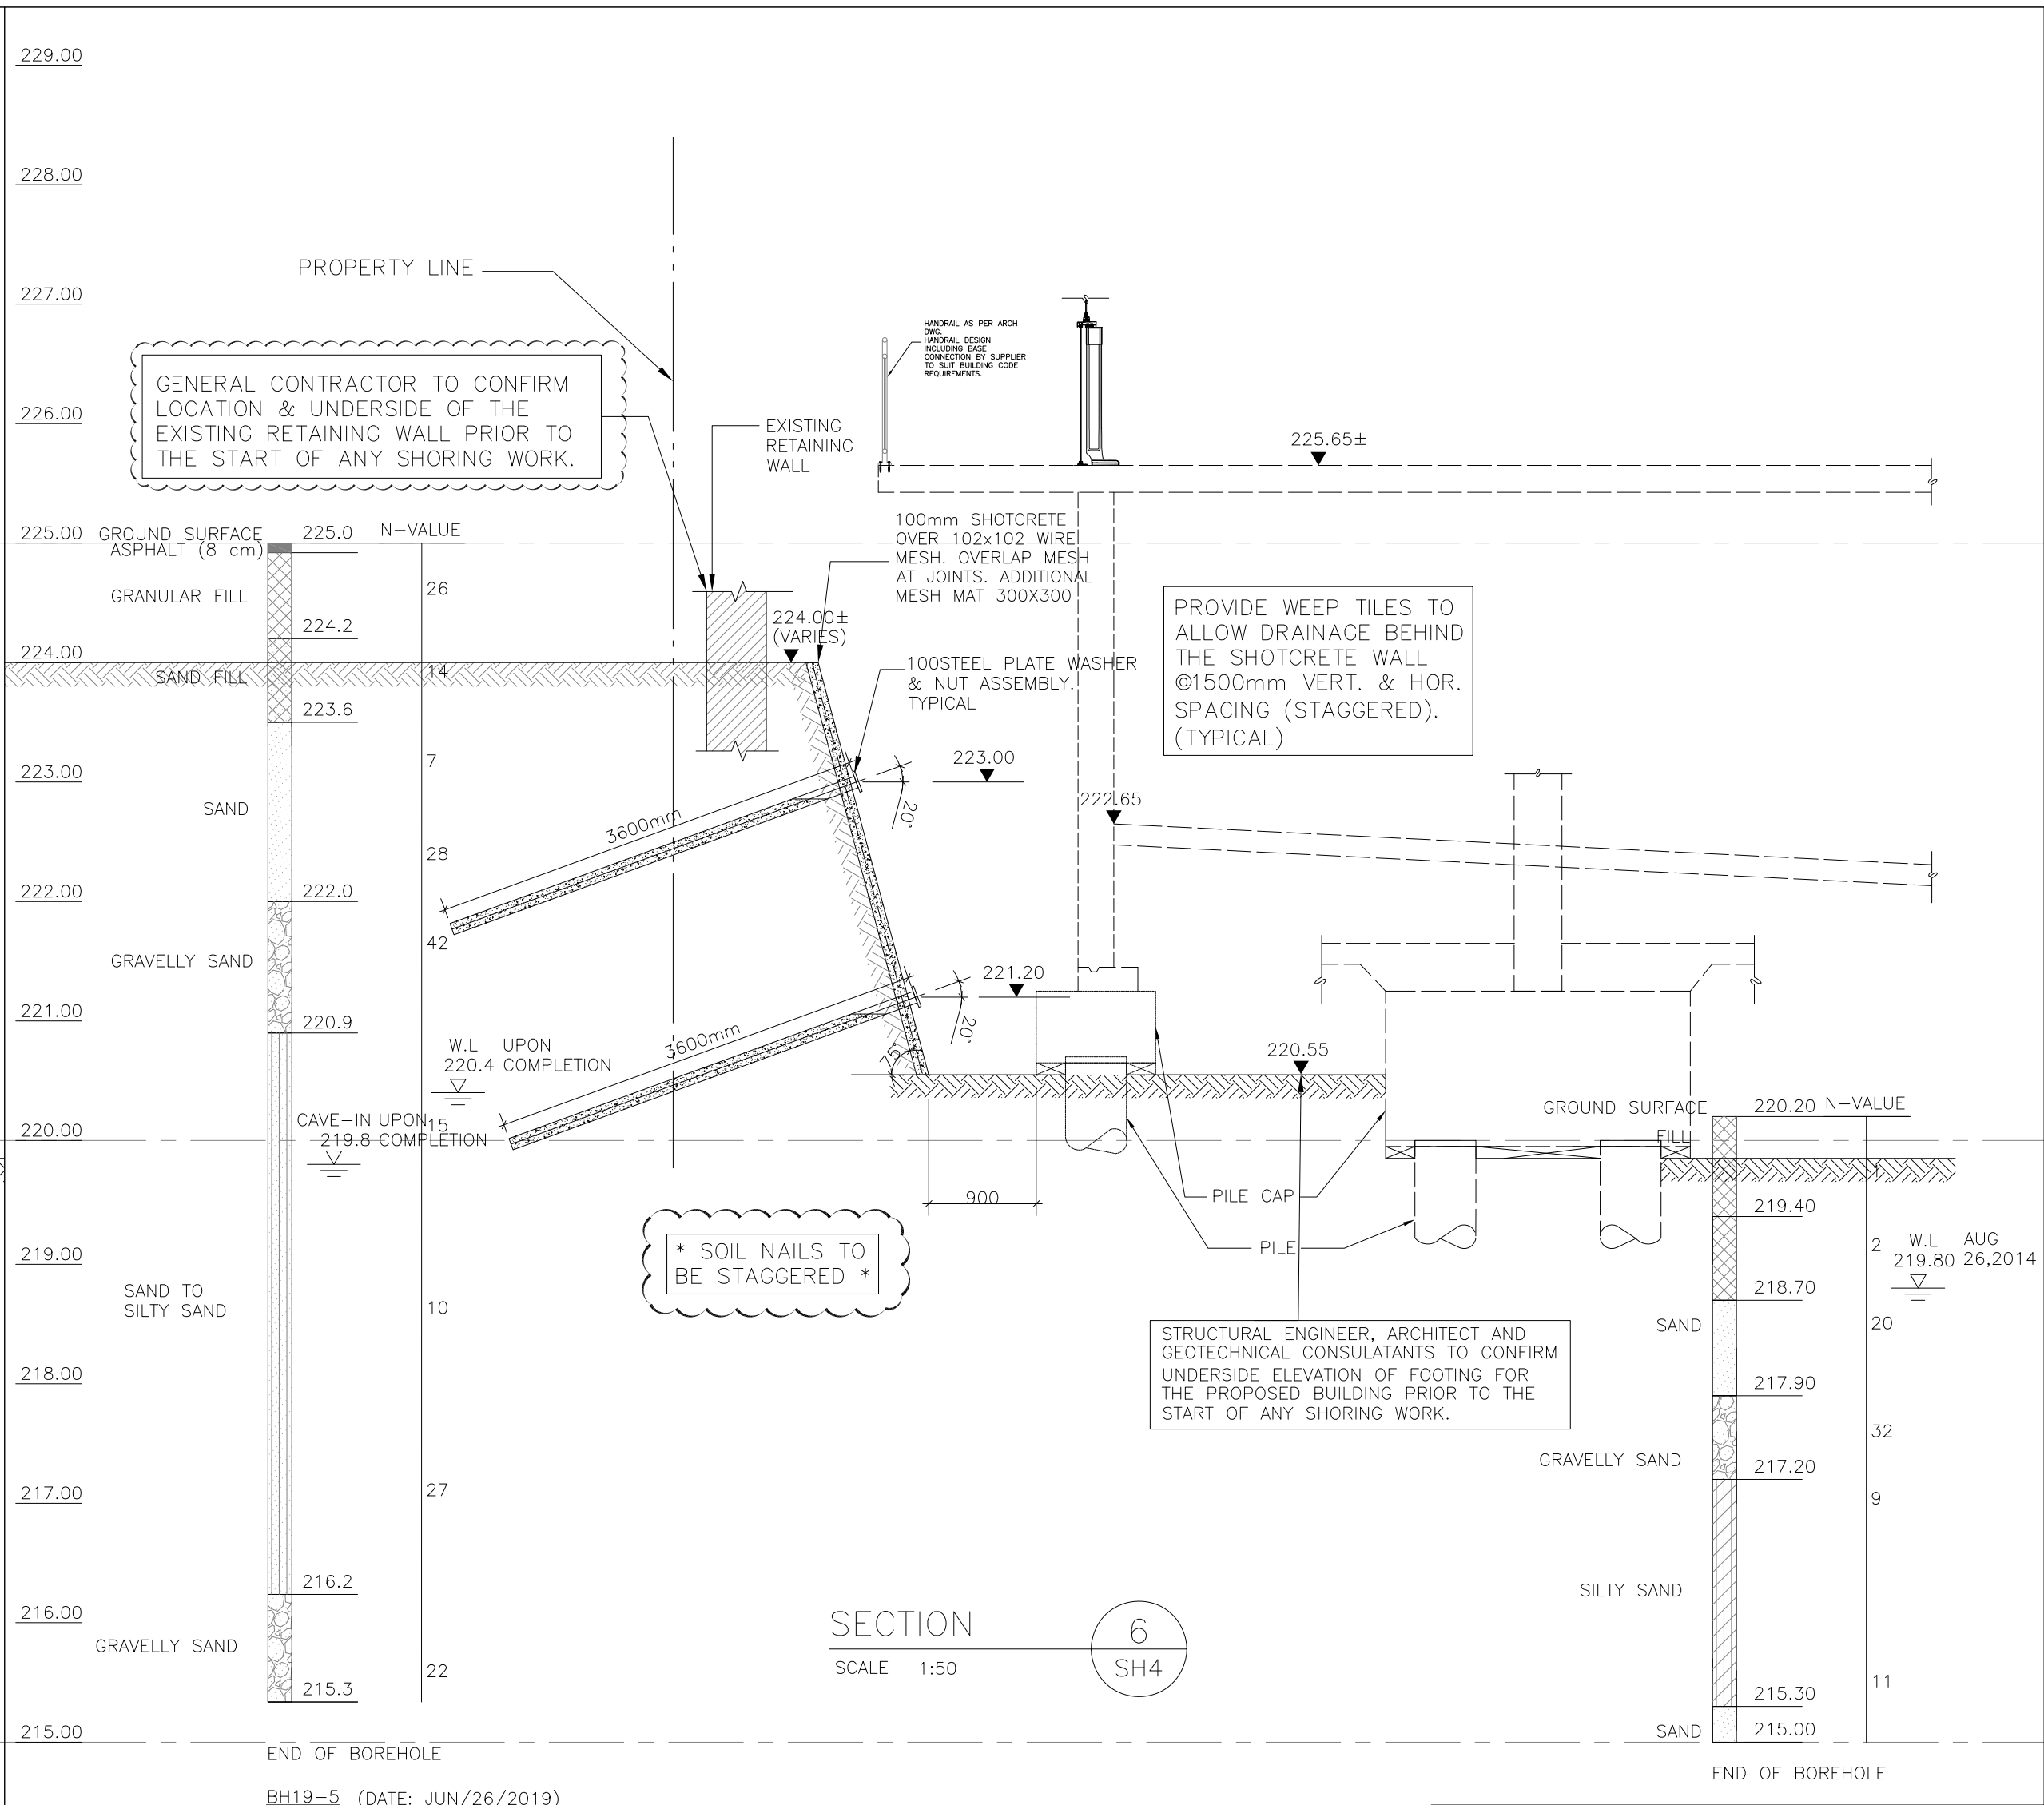 229.00
228.00
227.00
226.00
225.00
224.00
223.00
222.00
221.00
220.00
219.00
218.00
217.00
216.00
215.00
PROPERTY LINE
GENERAL CONTRACTOR TO CONFIRM
LOCATION & UNDERSIDE OF THE
EXISTING RETAINING WALL PRIOR TO
THE START OF ANY SHORING WORK.
EXISTING
RETAINING
WALL
HANDRAIL AS PER ARCH
DWG.
HANDRAIL DESIGN
INCLUDING BASE
CONNECTION BY SUPPLIER
TO SUIT BUILDING CODE
REQUIREMENTS.
225.65±
GROUND SURFACE
ASPHALT (8 cm)
225.0
N-VALUE
GRANULAR FILL
26
224.2
SAND FILL
14
223.6
7
SAND
28
222.0
42
GRAVELLY SAND
220.9
W.L UPON
220.4 COMPLETION
CAVE-IN UPON
219.8 COMPLETION
15
SAND TO
SILTY SAND
10
27
216.2
GRAVELLY SAND
22
215.3
END OF BOREHOLE
BH19-5 (DATE: JUN/26/2019)
100mm SHOTCRETE
OVER 102x102 WIRE
MESH. OVERLAP MESH
AT JOINTS. ADDITIONAL
MESH MAT 300X300
224.00±
(VARIES)
100STEEL PLATE WASHER
& NUT ASSEMBLY.
TYPICAL
PROVIDE WEEP TILES TO
ALLOW DRAINAGE BEHIND
THE SHOTCRETE WALL
@1500mm VERT. & HOR.
SPACING (STAGGERED).
(TYPICAL)
223.00
20°
3600mm
222.65
221.20
20°
3600mm
75°
220.55
900
PILE CAP
PILE
* SOIL NAILS TO
BE STAGGERED *
STRUCTURAL ENGINEER, ARCHITECT AND
GEOTECHNICAL CONSULATANTS TO CONFIRM
UNDERSIDE ELEVATION OF FOOTING FOR
THE PROPOSED BUILDING PRIOR TO THE
START OF ANY SHORING WORK.
GROUND SURFACE
220.20 N-VALUE
FILL
1
219.40
2
W.L AUG
219.80 26,2014
218.70
SAND
20
217.90
32
GRAVELLY SAND
217.20
9
SILTY SAND
11
215.30
SAND
215.00
END OF BOREHOLE
SECTION
SCALE 1:50
6
SH4